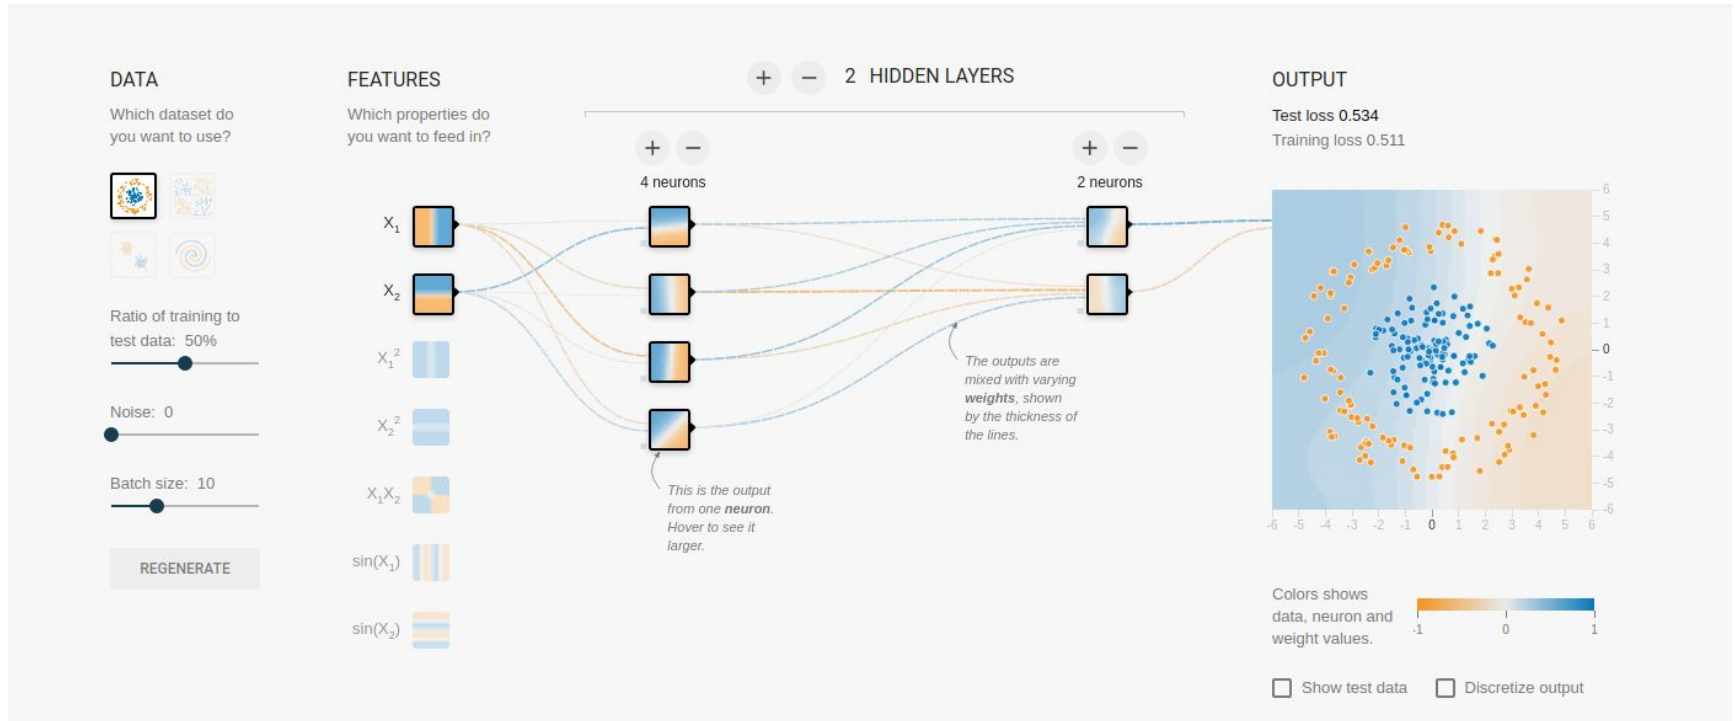 DATA
Which dataset do
you want to use?
Ratio of training to
test data: 50%
Noise: 0
Batch size: 10
REGENERATE
FEATURES
Which properties do
you want to feed in?
X1
X2
X1²
X2²
X1X2
sin(X1)
sin(X2)
+ − 2 HIDDEN LAYERS
+ −
4 neurons
+ −
2 neurons
This is the output
from one neuron.
Hover to see it
larger.
The outputs are
mixed with varying
weights, shown
by the thickness of
the lines.
OUTPUT
Test loss 0.534
Training loss 0.511
6
5
4
3
2
1
0
-1
-2
-3
-4
-5
-6
-6 -5 -4 -3 -2 -1 0 1 2 3 4 5 6
Colors shows
data, neuron and
weight values.
-1 0 1
Show test data
Discretize output